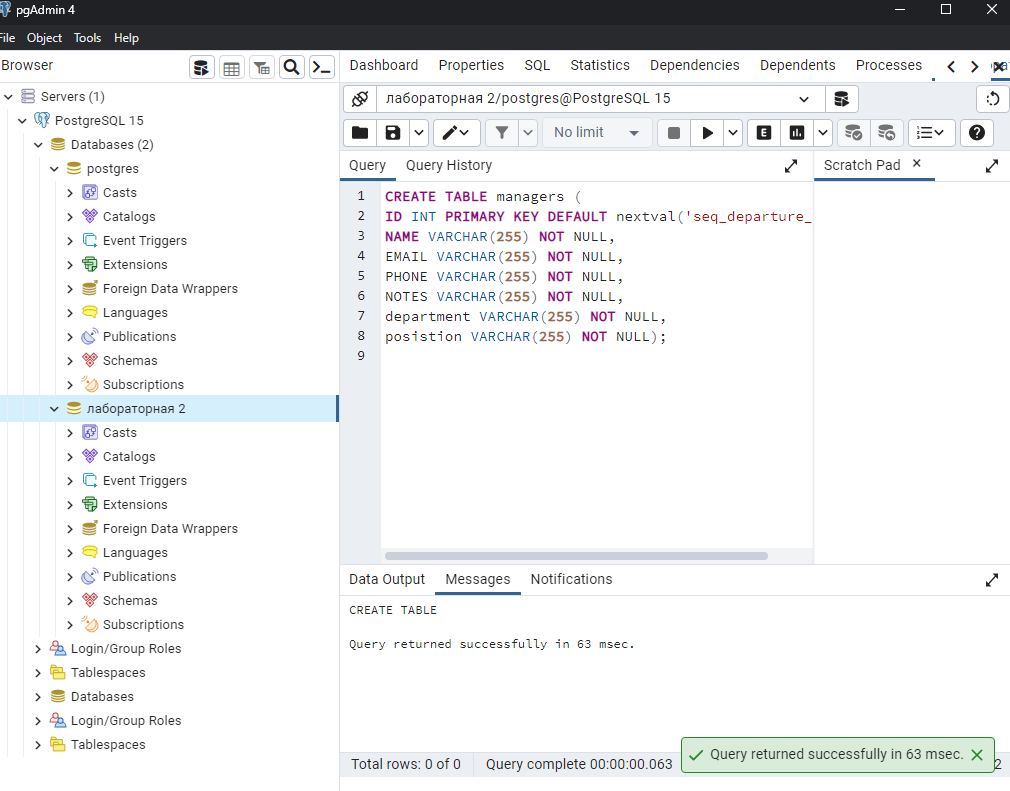 pgAdmin 4
File Object Tools Help
Browser
Dashboard Properties SQL Statistics Dependencies Dependents Processes
Servers (1)
PostgreSQL 15
Databases (2)
postgres
Casts
Catalogs
Event Triggers
Extensions
Foreign Data Wrappers
Languages
Publications
Schemas
Subscriptions
лабораторная 2
Casts
Catalogs
Event Triggers
Extensions
Foreign Data Wrappers
Languages
Publications
Schemas
Subscriptions
Login/Group Roles
Tablespaces
Databases
Login/Group Roles
Tablespaces
лабораторная 2/postgres@PostgreSQL 15
No limit
E
Query Query History
Scratch Pad
1 CREATE TABLE managers (
2 ID INT PRIMARY KEY DEFAULT nextval('seq_departure_
3 NAME VARCHAR(255) NOT NULL,
4 EMAIL VARCHAR(255) NOT NULL,
5 PHONE VARCHAR(255) NOT NULL,
6 NOTES VARCHAR(255) NOT NULL,
7 department VARCHAR(255) NOT NULL,
8 posistion VARCHAR(255) NOT NULL);
9
Data Output Messages Notifications
CREATE TABLE
Query returned successfully in 63 msec.
Total rows: 0 of 0 Query complete 00:00:00.063
Query returned successfully in 63 msec.
2